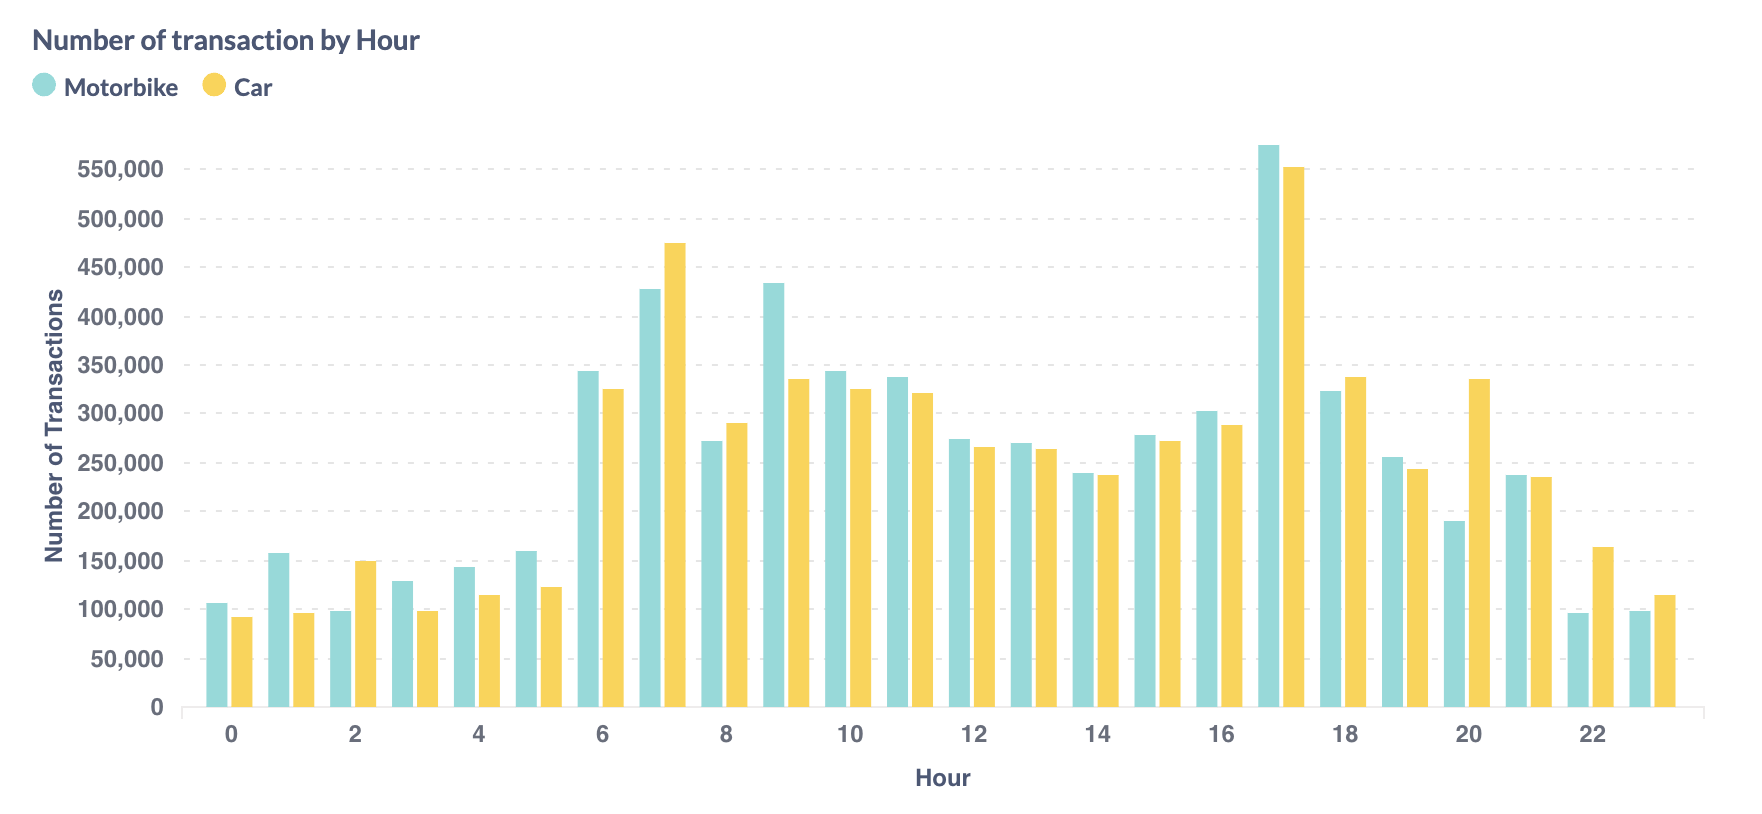 Number of transaction by Hour
Motorbike Car
Number of Transactions
550,000
500,000
450,000
400,000
350,000
300,000
250,000
200,000
150,000
100,000
50,000
0
0 2 4 6 8 10 12 14 16 18 20 22
Hour